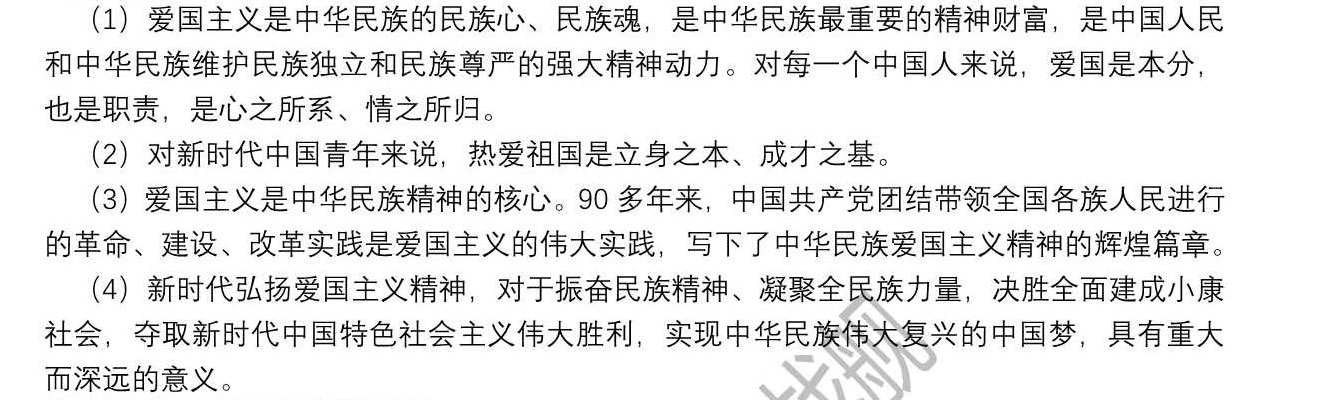 （1）爱国主义是中华民族的民族心、民族魂，是中华民族最重要的精神财富，是中国人民
和中华民族维护民族独立和民族尊严的强大精神动力。对每一个中国人来说，爱国是本分，
也是职责，是心之所系、情之所归。
（2）对新时代中国青年来说，热爱祖国是立身之本、成才之基。
（3）爱国主义是中华民族精神的核心。90 多年来，中国共产党团结带领全国各族人民进行
的革命、建设、改革实践是爱国主义的伟大实践，写下了中华民族爱国主义精神的辉煌篇章。
（4）新时代弘扬爱国主义精神，对于振奋民族精神、凝聚全民族力量，决胜全面建成小康
社会，夺取新时代中国特色社会主义伟大胜利，实现中华民族伟大复兴的中国梦，具有重大
而深远的意义。